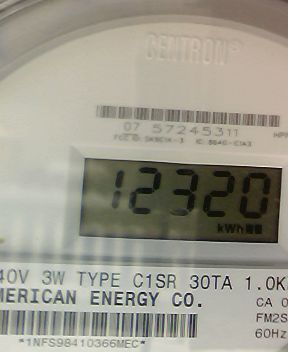 CENTRON®
07 57245311
12320
kWh
40V 3W TYPE C1SR 30TA 1.0K
MERICAN ENERGY CO.
CA 0
FM2S
60Hz
*1NFS98410366MEC*